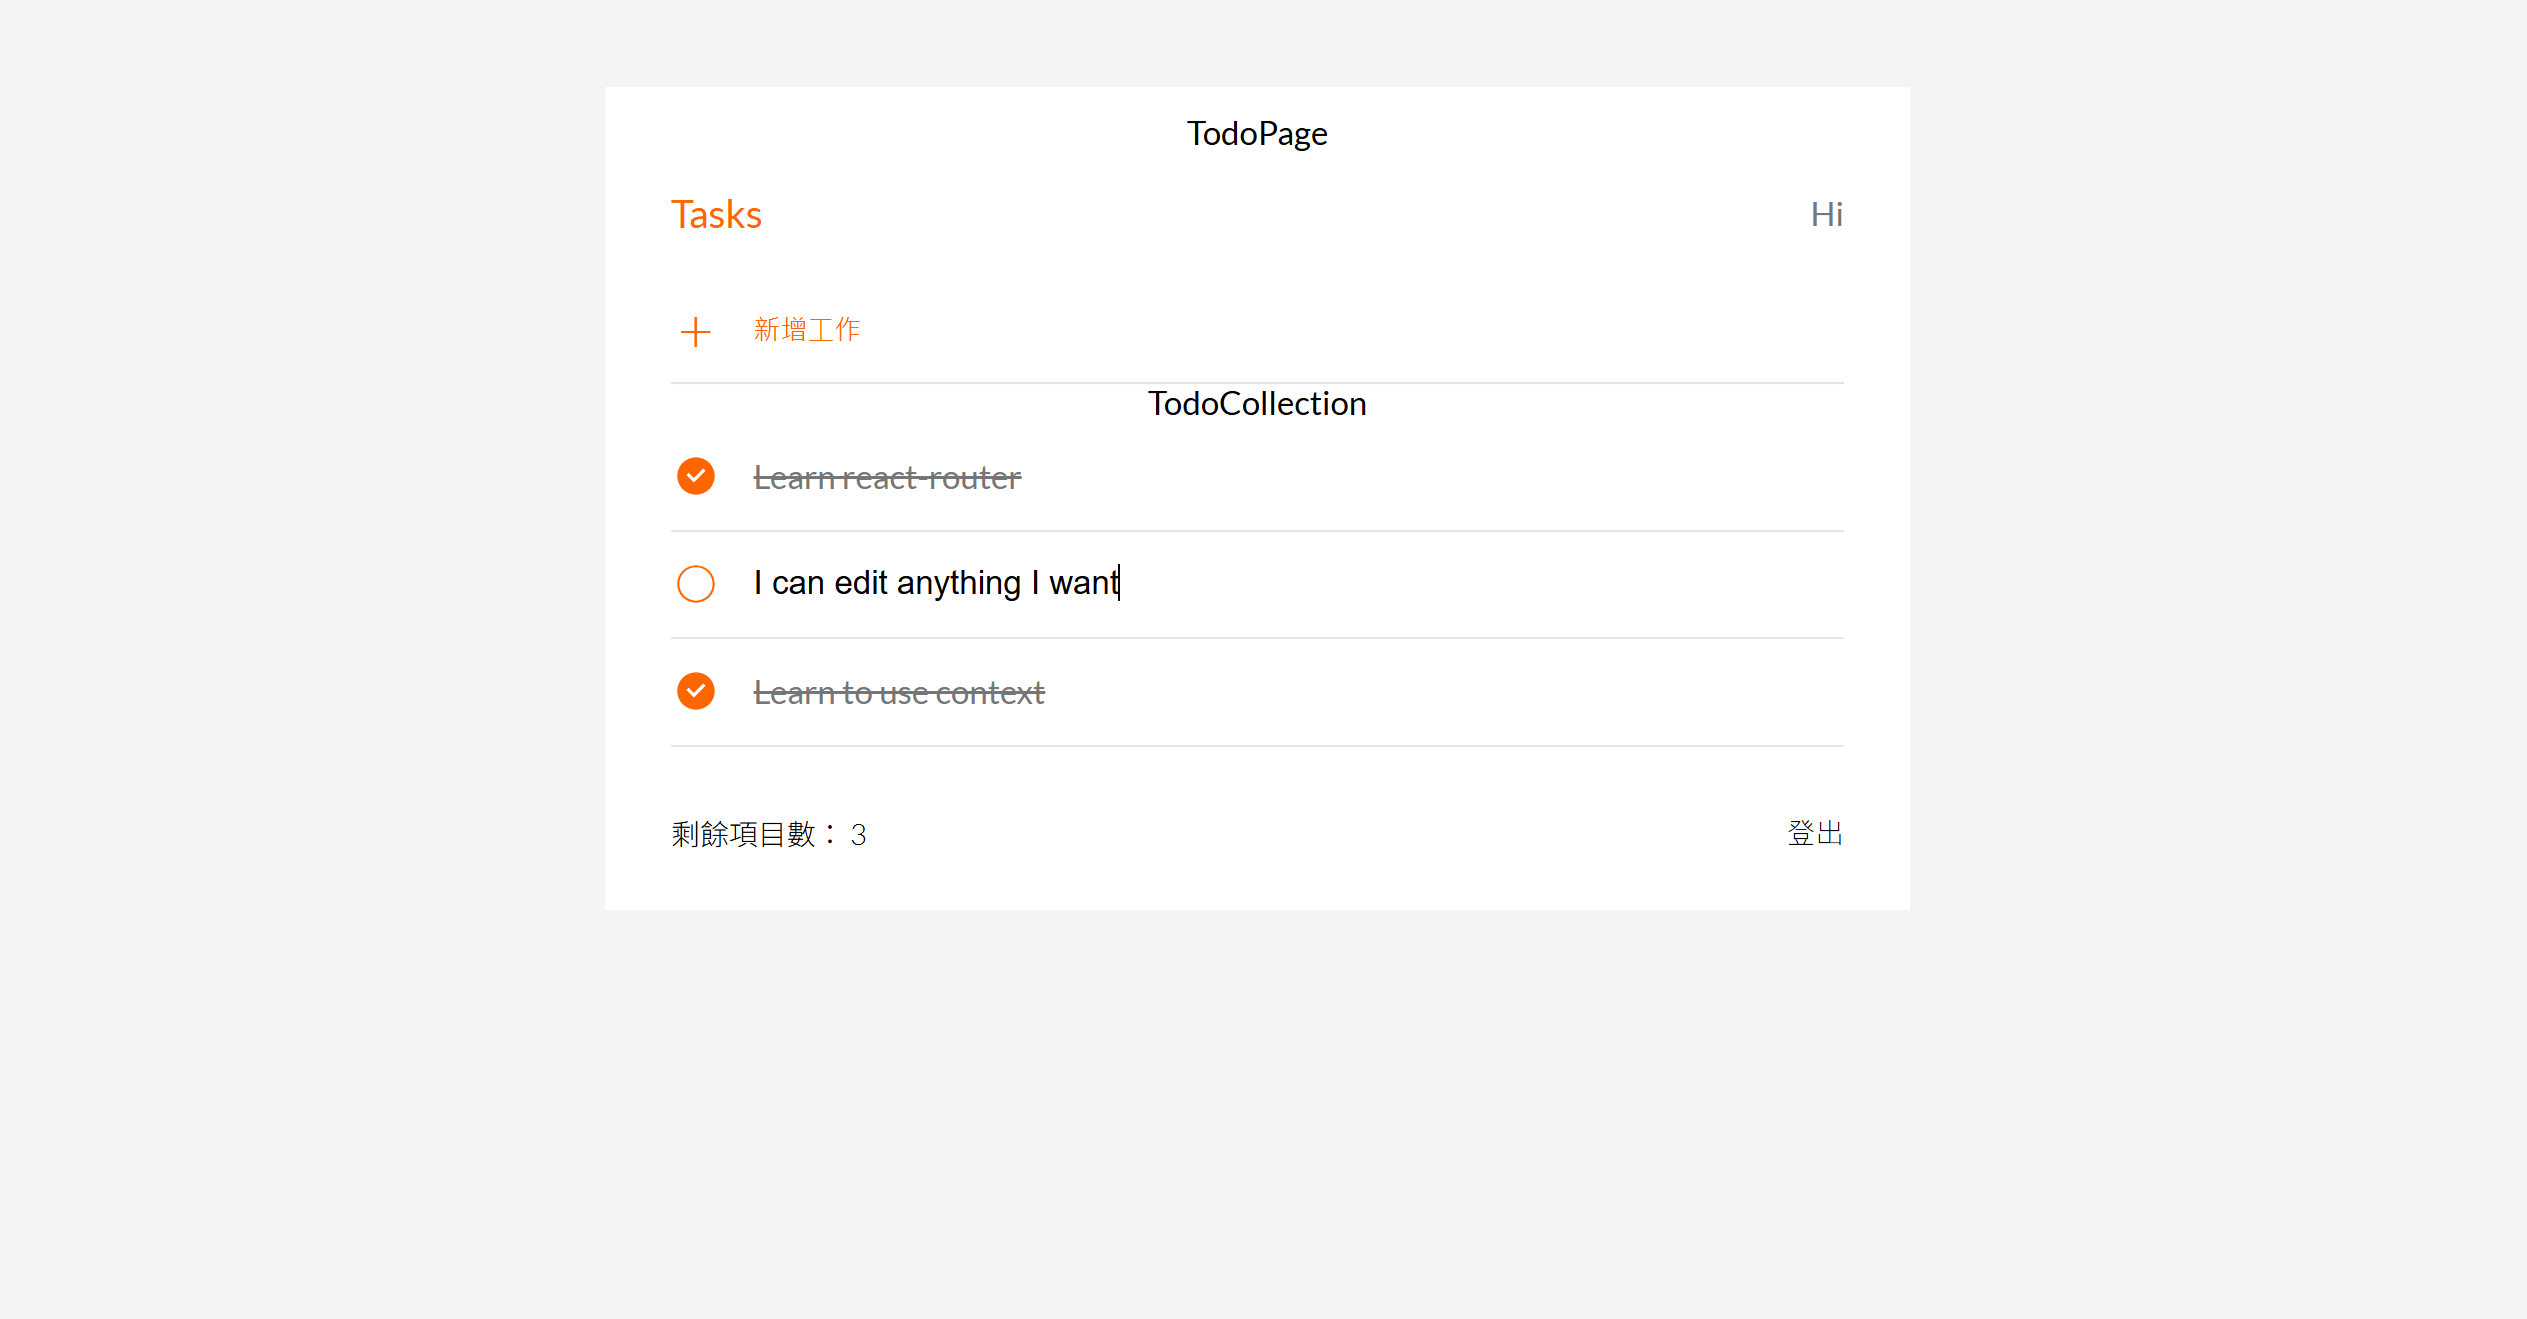 TodoPage
Tasks
Hi
新增工作
TodoCollection
Learn react-router
I can edit anything I want
Learn to use context
剩餘項目數： 3
登出